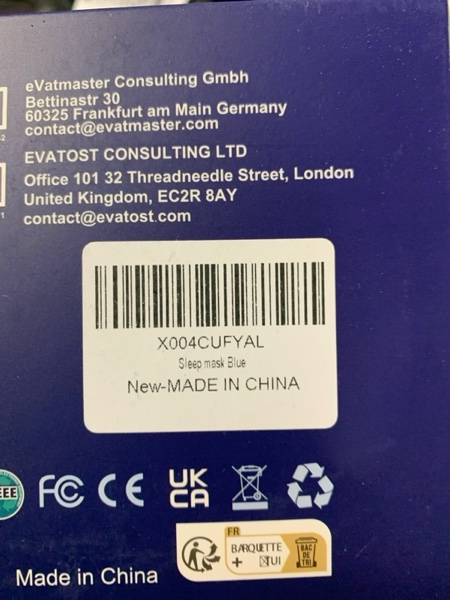 eVatmaster Consulting Gmbh
Bettinastr 30
60325 Frankfurt am Main Germany
contact@evatmaster.com
EVATOST CONSULTING LTD
Office 101 32 Threadneedle Street, London
United Kingdom, EC2R 8AY
contact@evatost.com
X004CUFYAL
Sleep mask Blue
New-MADE IN CHINA
FC CE UK
CA
FR
BARQUETTE
+
BAC
DE
TRI
Made in China